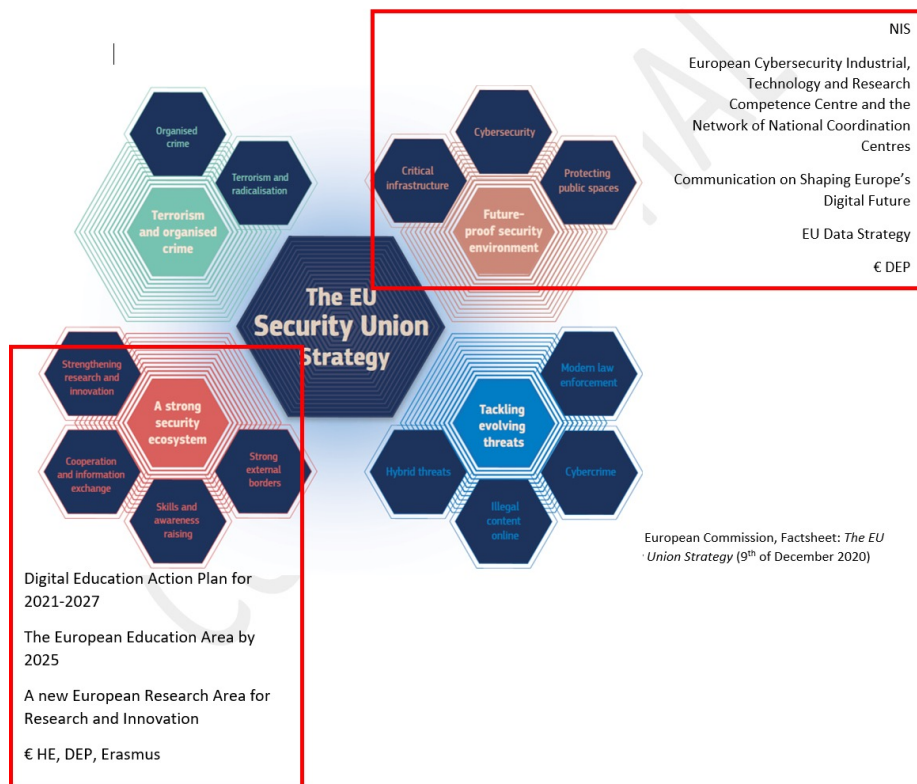 NIS
European Cybersecurity Industrial,
Technology and Research
Competence Centre and the
Network of National Coordination
Centres
Communication on Shaping Europe's
Digital Future
EU Data Strategy
€ DEP
Organised
crime
Terrorism and
radicalisation
Terrorism
and organised
crime
Cybersecurity
Critical
infrastructure
Protecting
public spaces
Future-
proof security
environment
The EU
Security Union
Strategy
Strengthening
research and
innovation
A strong
security
ecosystem
Cooperation
and information
exchange
Strong
external
borders
Skills and
awareness
raising
Modern law
enforcement
Tackling
evolving
threats
Hybrid threats
Cybercrime
Illegal
content
online
European Commission, Factsheet: The EU
Union Strategy (9th of December 2020)
Digital Education Action Plan for
2021-2027
The European Education Area by
2025
A new European Research Area for
Research and Innovation
€ HE, DEP, Erasmus